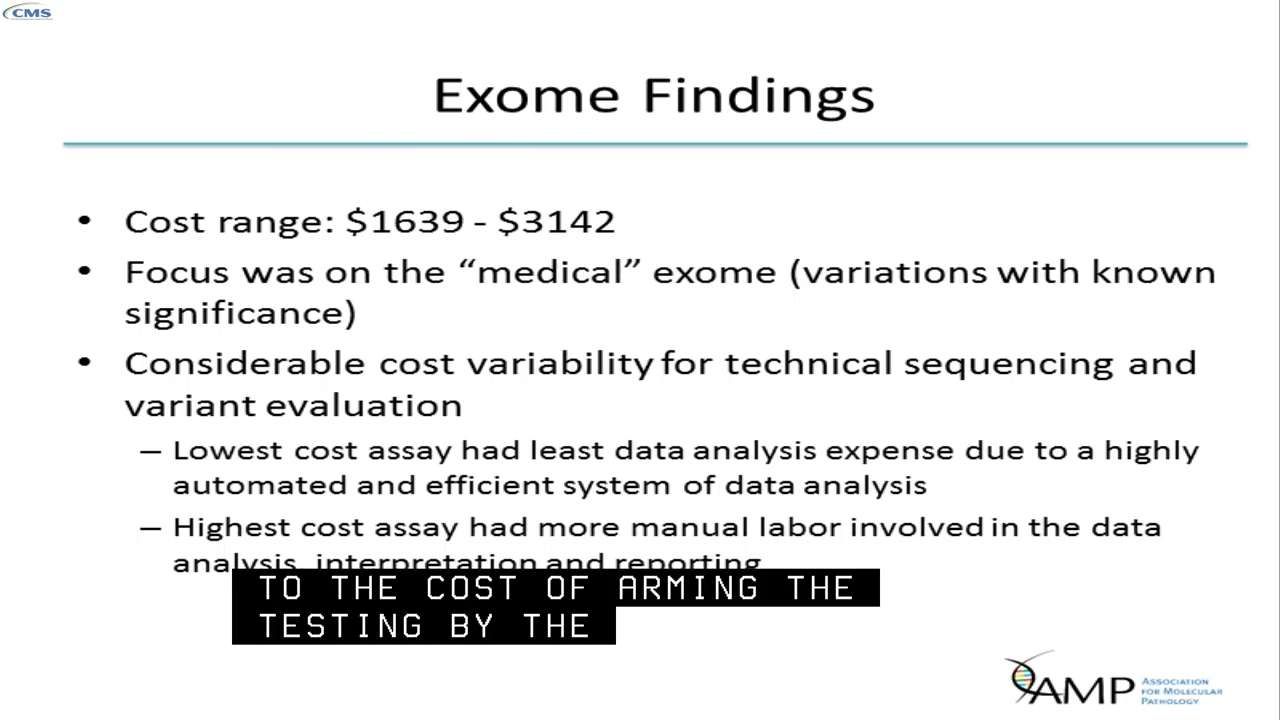 CMS
Exome Findings
• Cost range: $1639 - $3142
• Focus was on the “medical” exome (variations with known
significance)
• Considerable cost variability for technical sequencing and
variant evaluation
– Lowest cost assay had least data analysis expense due to a highly
automated and efficient system of data analysis
– Highest cost assay had more manual labor involved in the data
analysis, interpretation and reporting
TO THE COST OF ARMING THE
TESTING BY THE
AMP ASSOCIATION
FOR MOLECULAR
PATHOLOGY